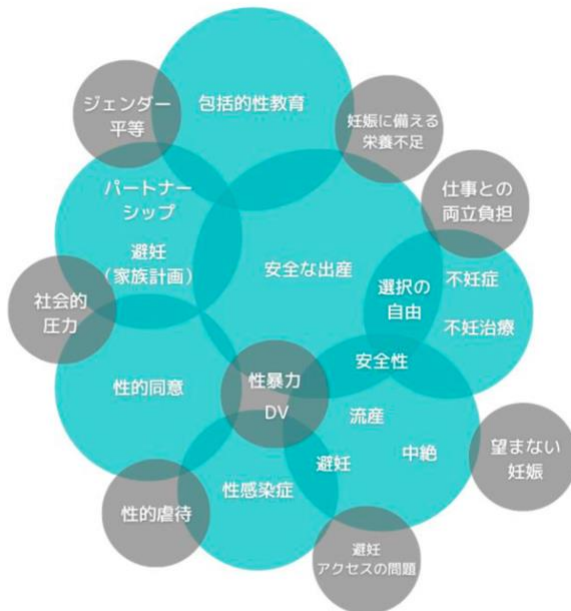 包括的性教育
ジェンダー
平等
妊娠に備える
栄養不足
パートナー
シップ
避妊
（家族計画）
仕事との
両立負担
安全な出産
選択の
自由
不妊症
不妊治療
社会的
圧力
安全性
性的同意
性暴力
DV
流産
中絶
避妊
望まない
妊娠
性感染症
性的虐待
避妊
アクセスの問題